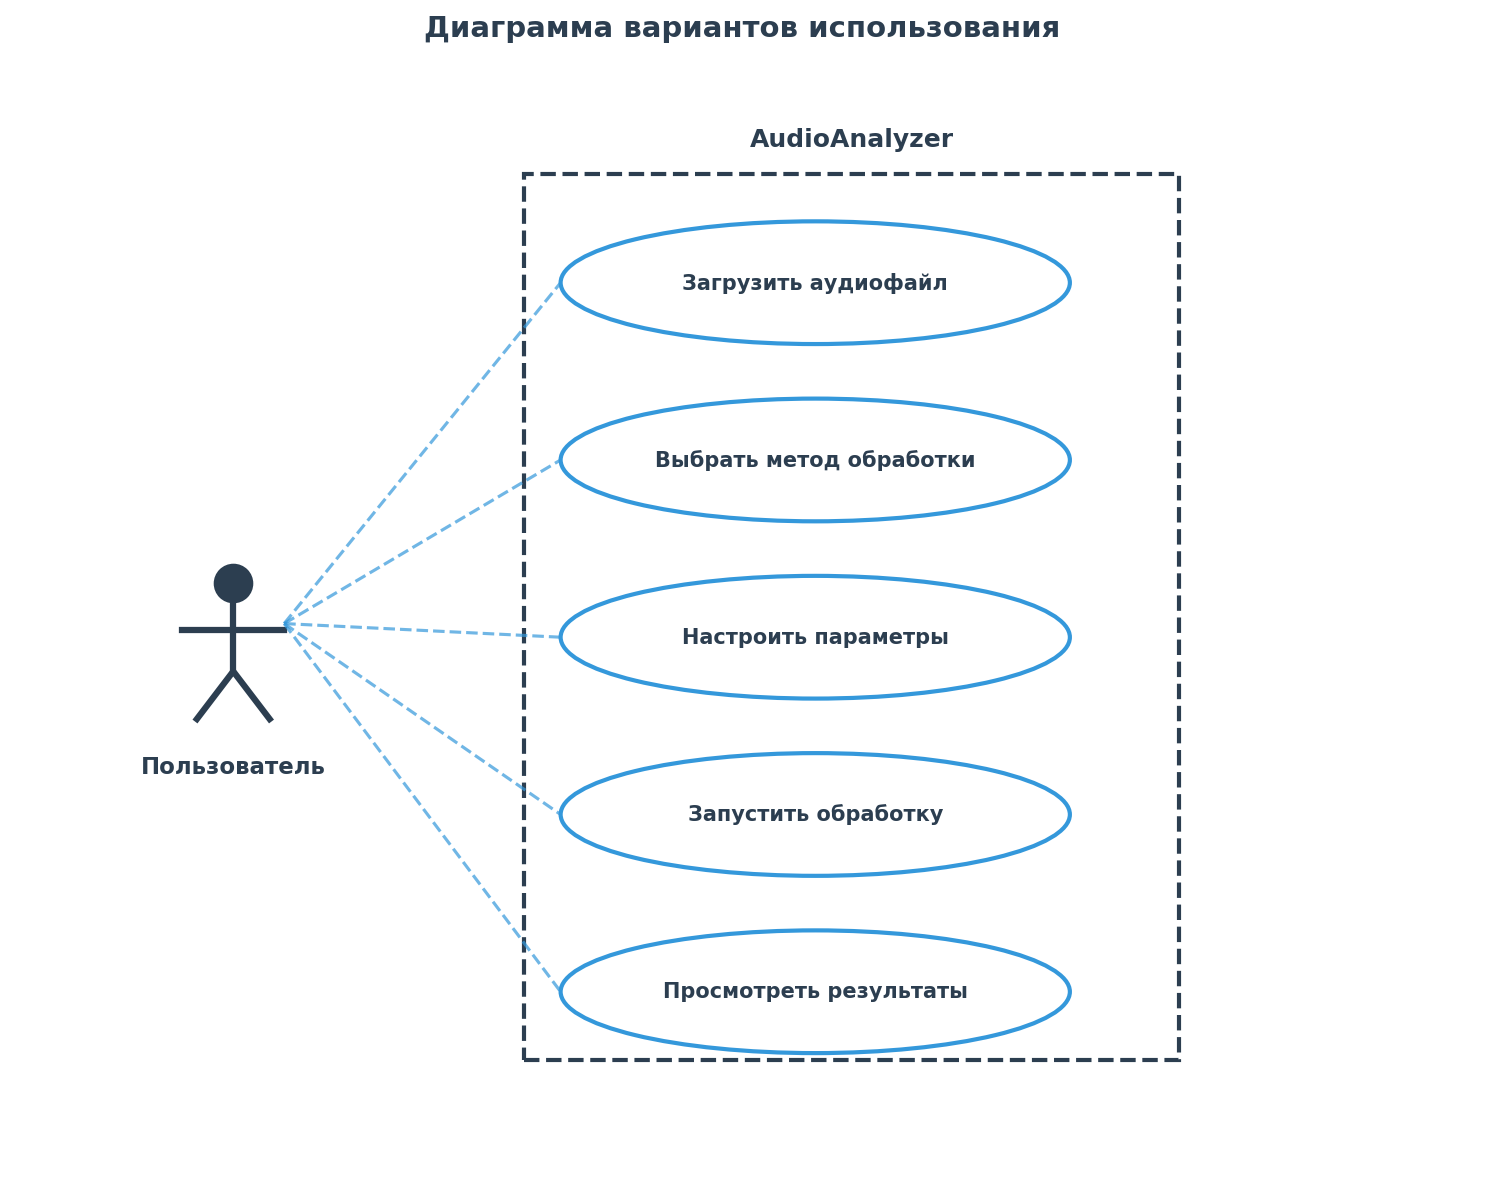 Диаграмма вариантов использования
AudioAnalyzer
Загрузить аудиофайл
Выбрать метод обработки
Настроить параметры
Пользователь
Запустить обработку
Просмотреть результаты